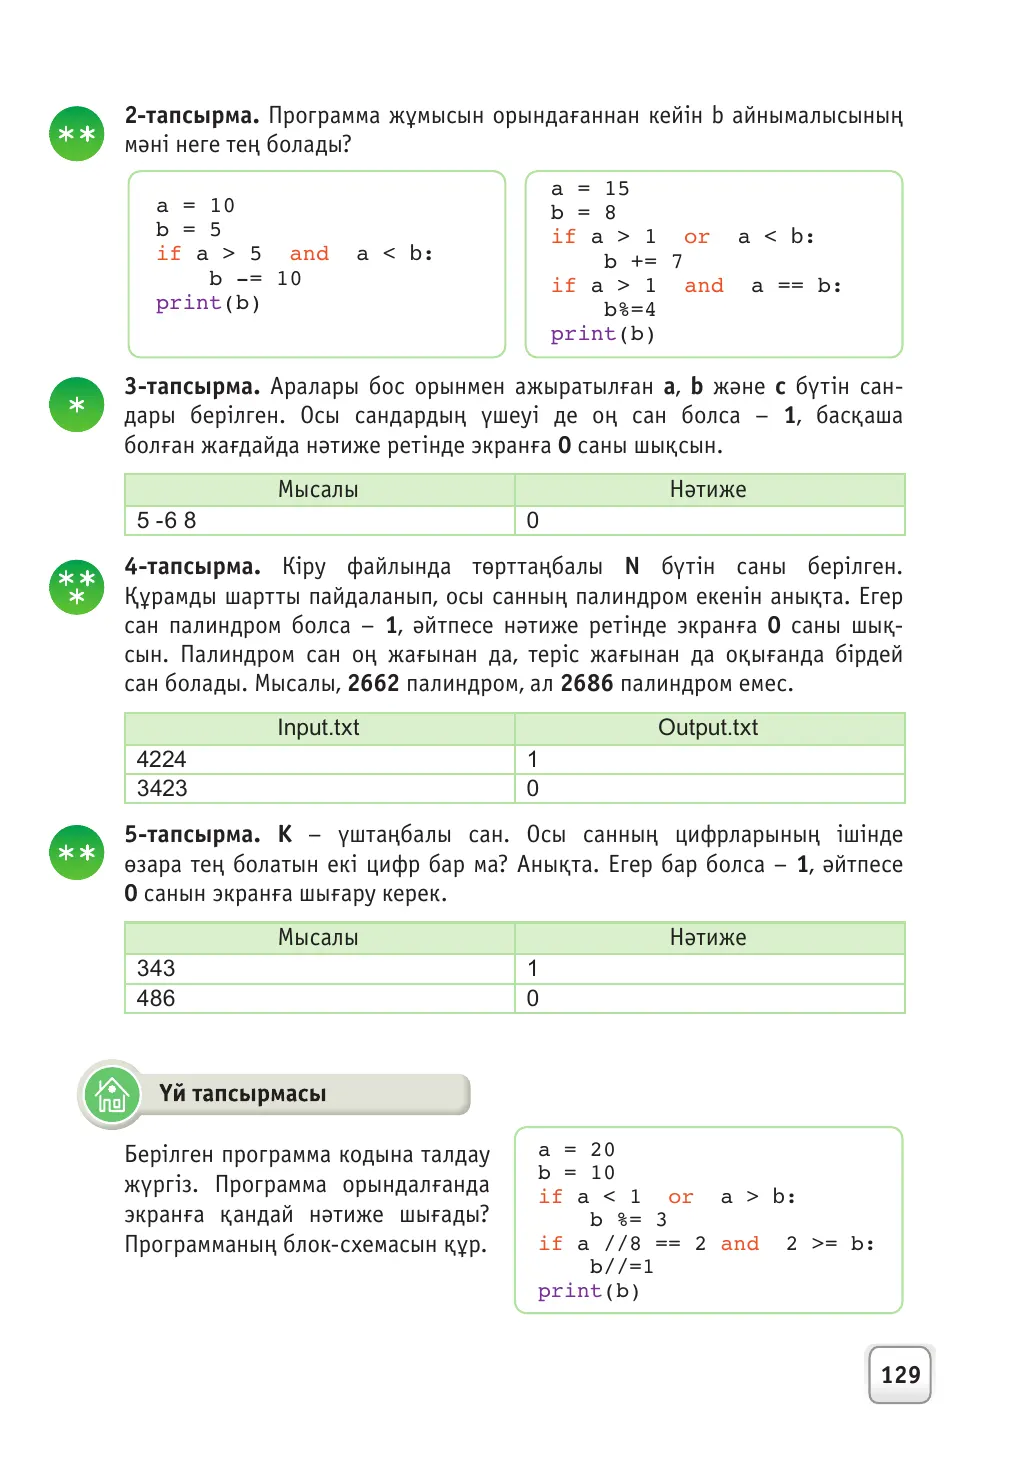 2-тапсырма. Программа жұмысын орындағаннан кейін b айнымалысының
мәні неге тең болады?
a = 10
b = 5
if a > 5 and a < b:
b -= 10
print(b)
a = 15
b = 8
if a > 1 or a < b:
b += 7
if a > 1 and a == b:
b%=4
print(b)
3-тапсырма. Аралары бос орынмен ажыратылған a, b және c бүтін сан-
дары берілген. Осы сандардың үшеуі де оң сан болса – 1, басқаша
болған жағдайда нәтиже ретінде экранға 0 саны шықсын.
Мысалы Нәтиже
5 -6 8 0
4-тапсырма. Кіру файлында төрттаңбалы N бүтін саны берілген.
Құрамды шартты пайдаланып, осы санның палиндром екенін анықта. Егер
сан палиндром болса – 1, әйтпесе нәтиже ретінде экранға 0 саны шық-
сын. Палиндром сан оң жағынан да, теріс жағынан да оқығанда бірдей
сан болады. Мысалы, 2662 палиндром, ал 2686 палиндром емес.
Input.txt Output.txt
4224 1
3423 0
5-тапсырма. K – үштаңбалы сан. Осы санның цифрларының ішінде
өзара тең болатын екі цифр бар ма? Анықта. Егер бар болса – 1, әйтпесе
0 санын экранға шығару керек.
Мысалы Нәтиже
343 1
486 0
Үй тапсырмасы
Берілген программа кодына талдау
жүргіз. Программа орындалғанда
экранға қандай нәтиже шығады?
Программаның блок-схемасын құр.
a = 20
b = 10
if a < 1 or a > b:
b %= 3
if a //8 == 2 and 2 >= b:
b//=1
print(b)
129